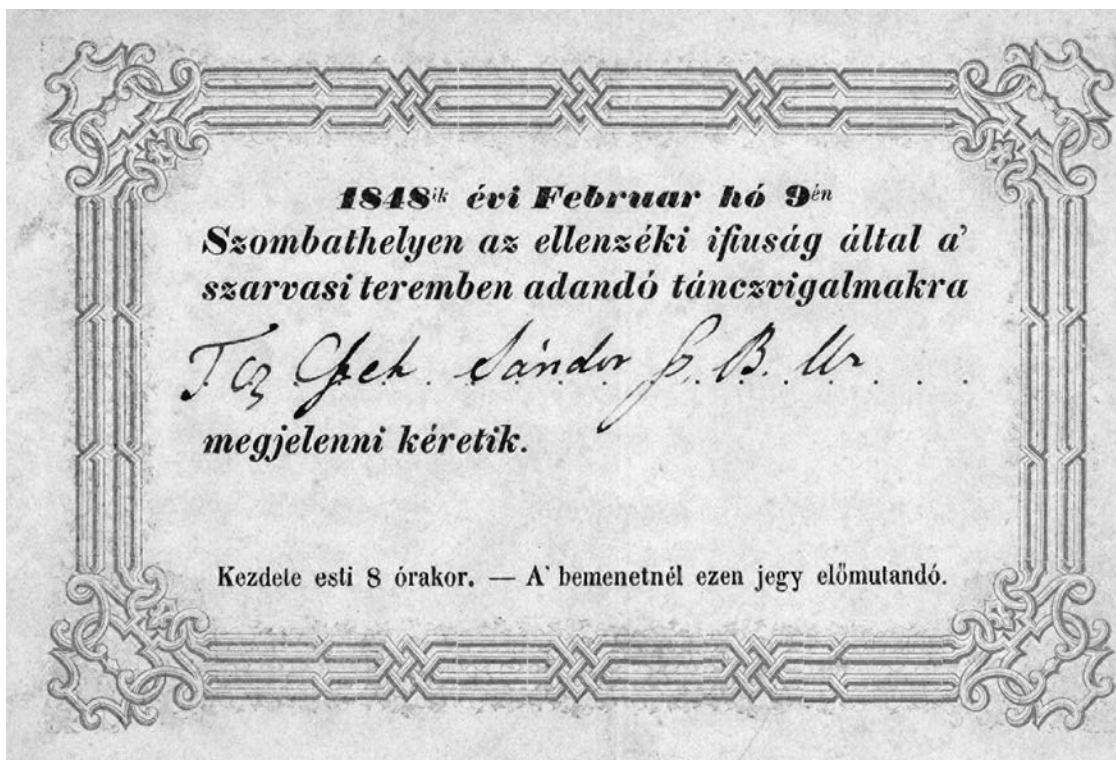 1848ik évi Februar hó 9én
Szombathelyen az ellenzéki ifiuság által a'
szarvasi teremben adandó tánczvigalmakra
Sándor B. Ur
megjelenni kéretik.
Kezdete esti 8 órakor. — A' bemenetnél ezen jegy előmutandó.